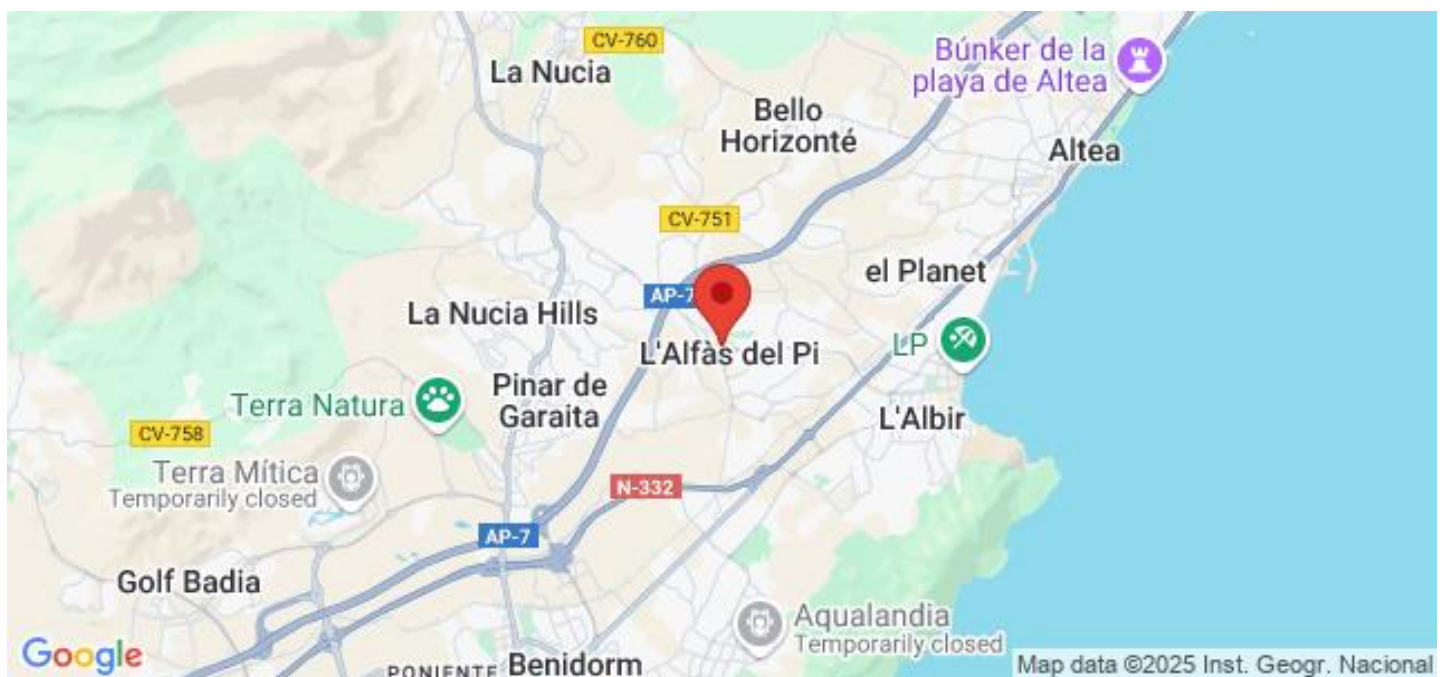 CV-760
La Nucia
Búnker de la
playa de Altea
Bello
Horizonté
Altea
CV-751
el Planet
AP-7
La Nucia Hills
L'Alfàs del Pi
LP
Pinar de
Garaita
Terra Natura
L'Albir
CV-758
Terra Mítica
Temporarily closed
N-332
AP-7
Golf Badia
Aqualandia
Temporarily closed
Google
PONIENTE
Benidorm
Map data ©2025 Inst. Geogr. Nacional